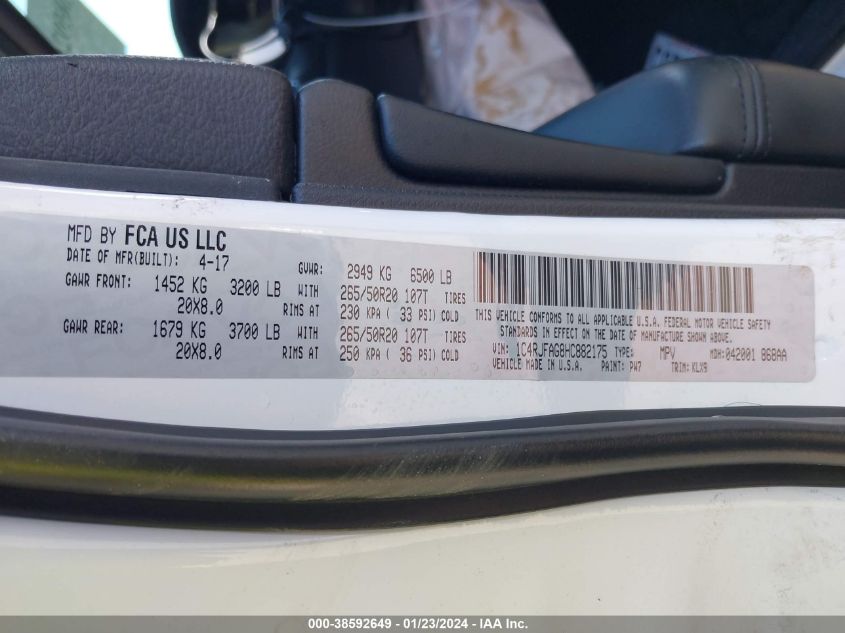 MFD BY FCA US LLC
DATE OF MFR(BUILT): 4-17 GVWR: 2949 KG 6500 LB
GAWR FRONT: 1452 KG 3200 LB WITH 265/50R20 107T TIRES
20X8.0 RIMS AT 230 KPA ( 33 PSI) COLD
GAWR REAR: 1679 KG 3700 LB WITH 265/50R20 107T TIRES
20X8.0 RIMS AT 250 KPA ( 36 PSI) COLD
THIS VEHICLE CONFORMS TO ALL APPLICABLE U.S.A. FEDERAL MOTOR VEHICLE SAFETY
STANDARDS IN EFFECT ON THE DATE OF MANUFACTURE SHOWN ABOVE.
VIN: 1C4RJFAG8HC882175 TYPE: MPV MDH: 042001 868AA
VEHICLE MADE IN U.S.A. PAINT: PW7 TRIM: KLX9
000-38592649 - 01/23/2024 - IAAI, Inc.